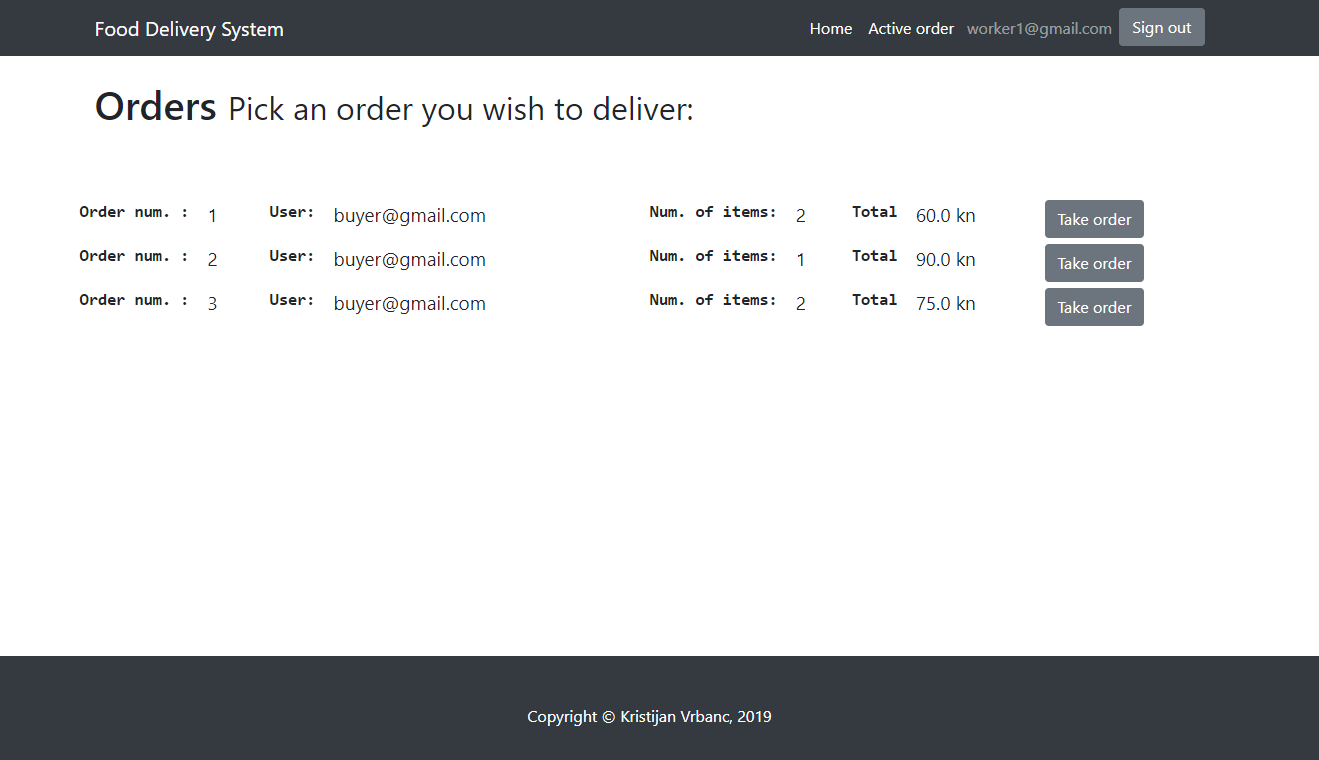 Food Delivery System Home Active order worker1@gmail.com Sign out
Orders Pick an order you wish to deliver:
Order num. : 1 User: buyer@gmail.com Num. of items: 2 Total 60.0 kn Take order
Order num. : 2 User: buyer@gmail.com Num. of items: 1 Total 90.0 kn Take order
Order num. : 3 User: buyer@gmail.com Num. of items: 2 Total 75.0 kn Take order
Copyright © Kristijan Vrbanc, 2019